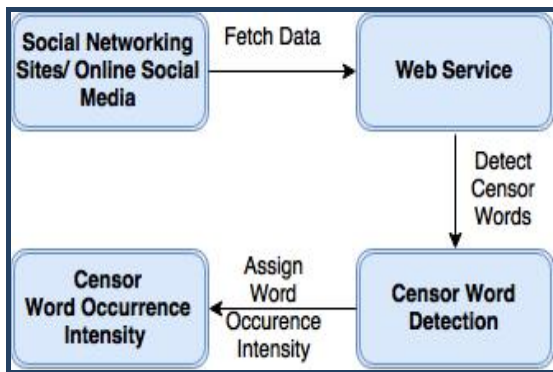 Social Networking
Sites/ Online Social
Media
Fetch Data
Web Service
Detect
Censor
Words
Censor Word
Detection
Assign
Word
Occurence
Intensity
Censor
Word Occurrence
Intensity